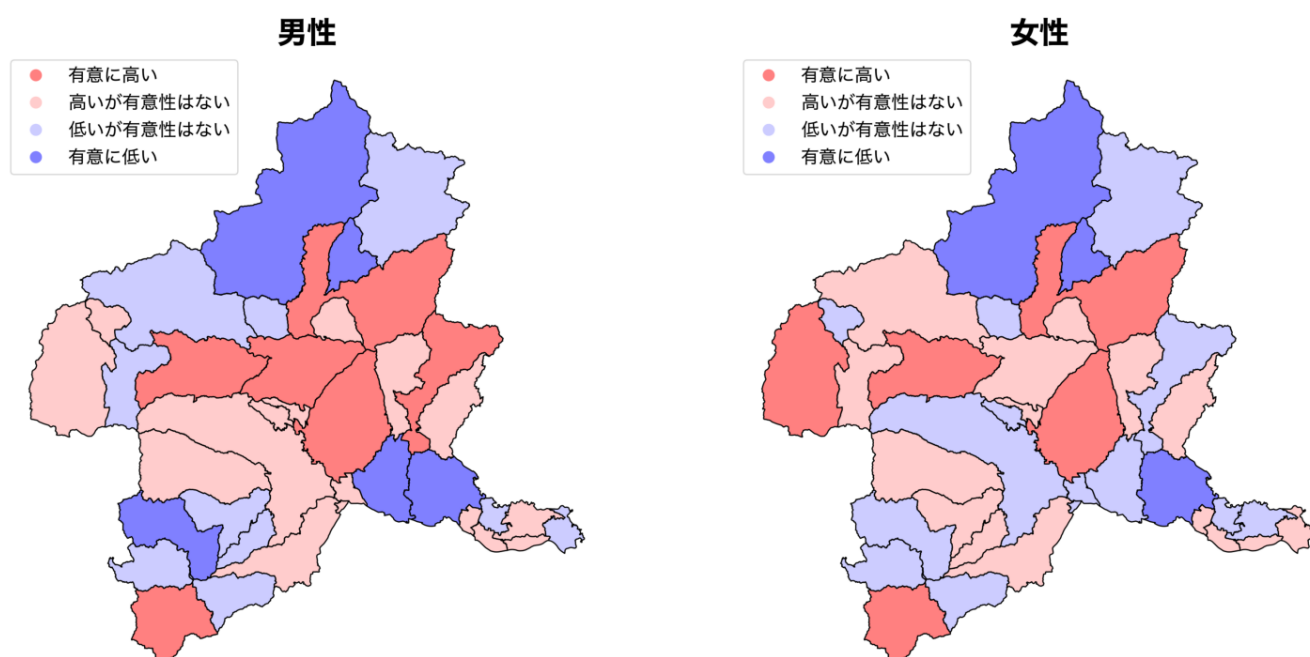 男性
有意に高い
高いが有意性はない
低いが有意性はない
有意に低い
女性
有意に高い
高いが有意性はない
低いが有意性はない
有意に低い